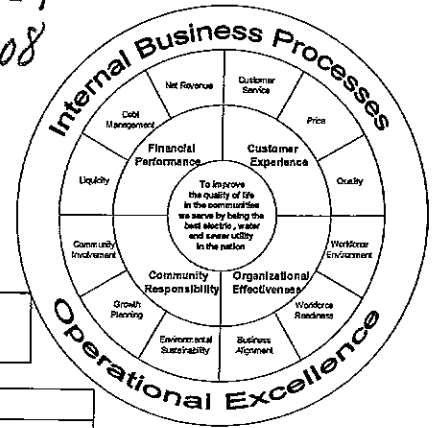 08
Internal Business Processes
Net Revenue
Customer
Service
Debt
Management
Price
Financial
Performance
Customer
Experience
Liquidity
Quality
To improve
the quality of life
in the communities
we serve by being the
best electric, water
and sewer utility
in the nation
Community
Involvement
Workforce
Environment
Community
Responsibility
Organizational
Effectiveness
Growth
Planning
Workforce
Readiness
Environmental
Sustainability
Business
Alignment
Operational Excellence